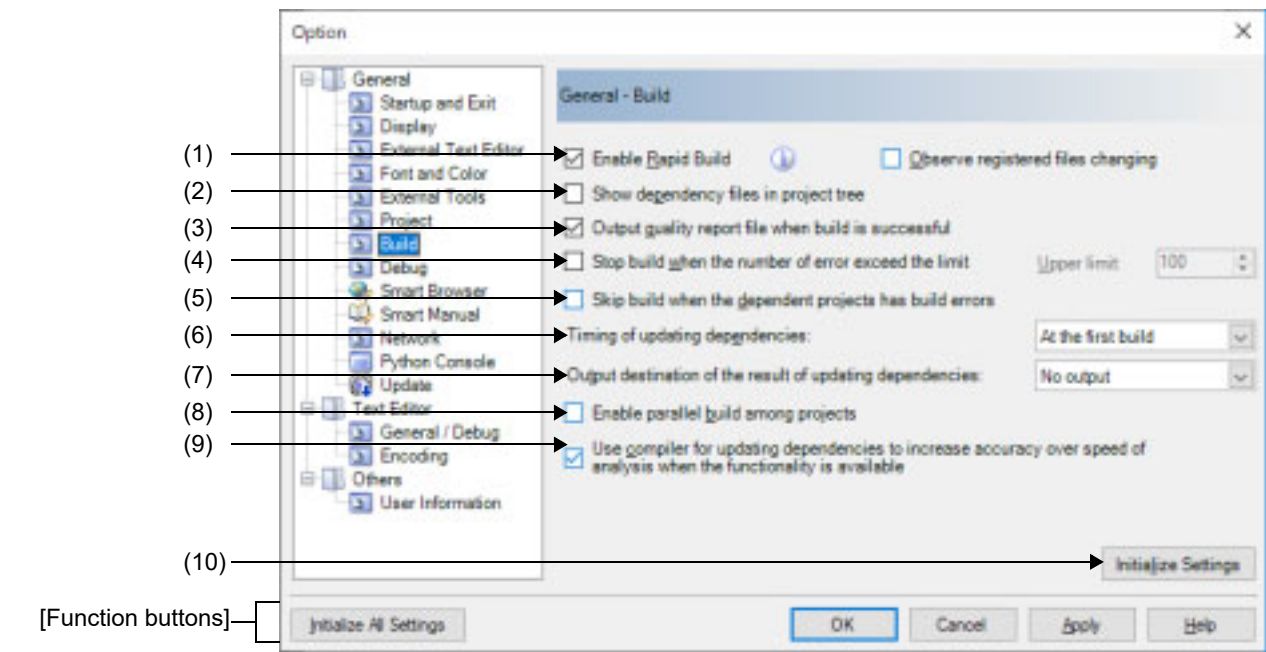 Option
General
Startup and Exit
Display
External Text Editor
Font and Color
External Tools
Project
Build
Debug
Smart Browser
Smart Manual
Network
Python Console
Update
Text Editor
General / Debug
Encoding
Others
User Information
General - Build
(1) Enable Rapid Build Observe registered files changing
(2) Show dependency files in project tree
(3) Output quality report file when build is successful
(4) Stop build when the number of error exceed the limit Upper limit: 100
(5) Skip build when the dependent projects has build errors
(6) Timing of updating dependencies: At the first build
(7) Output destination of the result of updating dependencies: No output
(8) Enable parallel build among projects
(9) Use compiler for updating dependencies to increase accuracy over speed of
analysis when the functionality is available
(10) Initialize Settings
[Function buttons] Initialize All Settings OK Cancel Apply Help